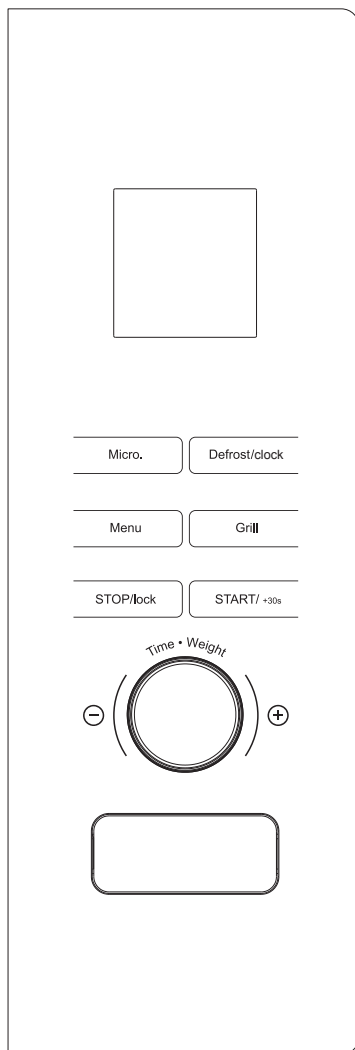 Micro. Defrost/clock
Menu Grill
STOP/lock START/ +30s
Time • Weight
− +